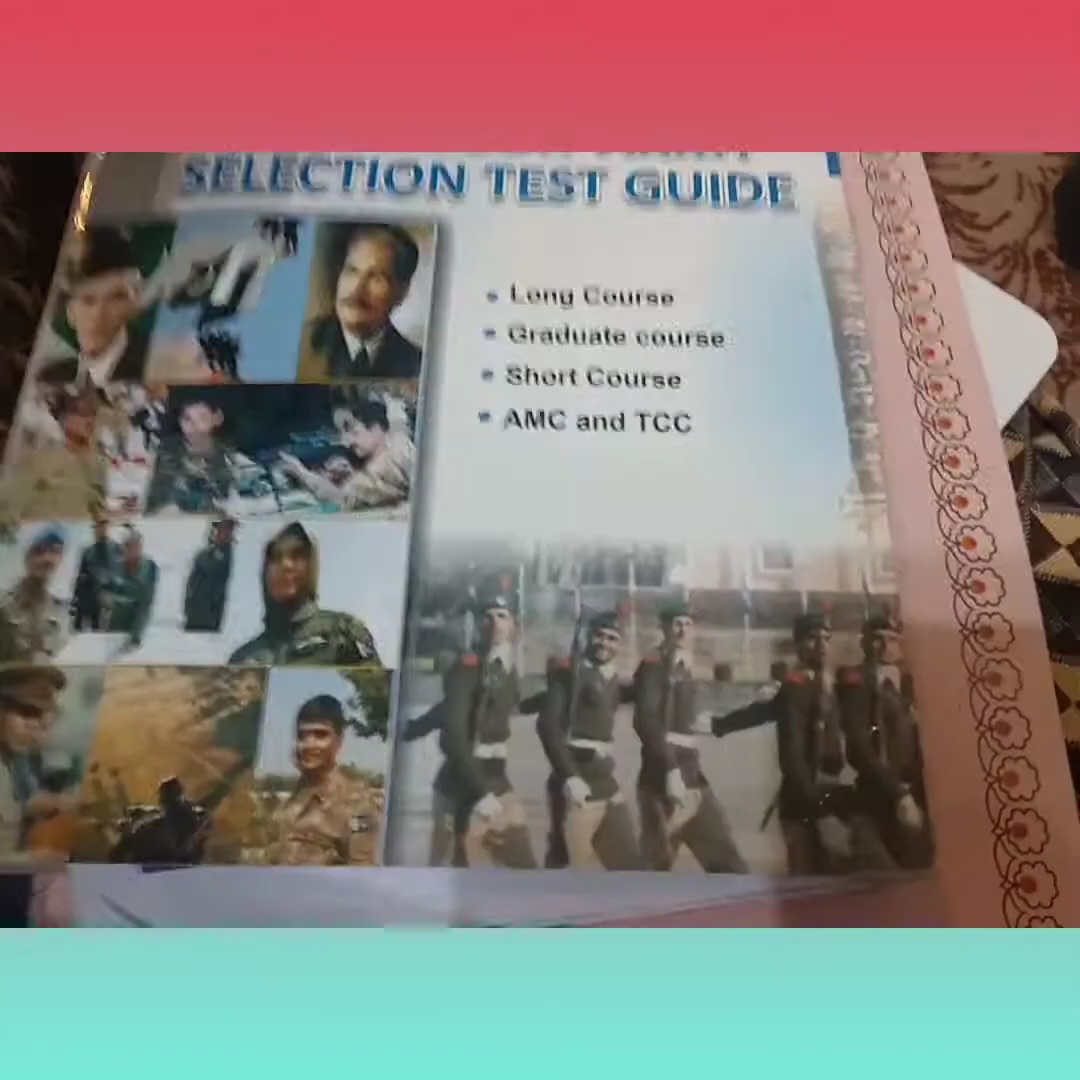 SELECTION TEST GUIDE
Long Course
Graduate course
Short Course
AMC and TCC